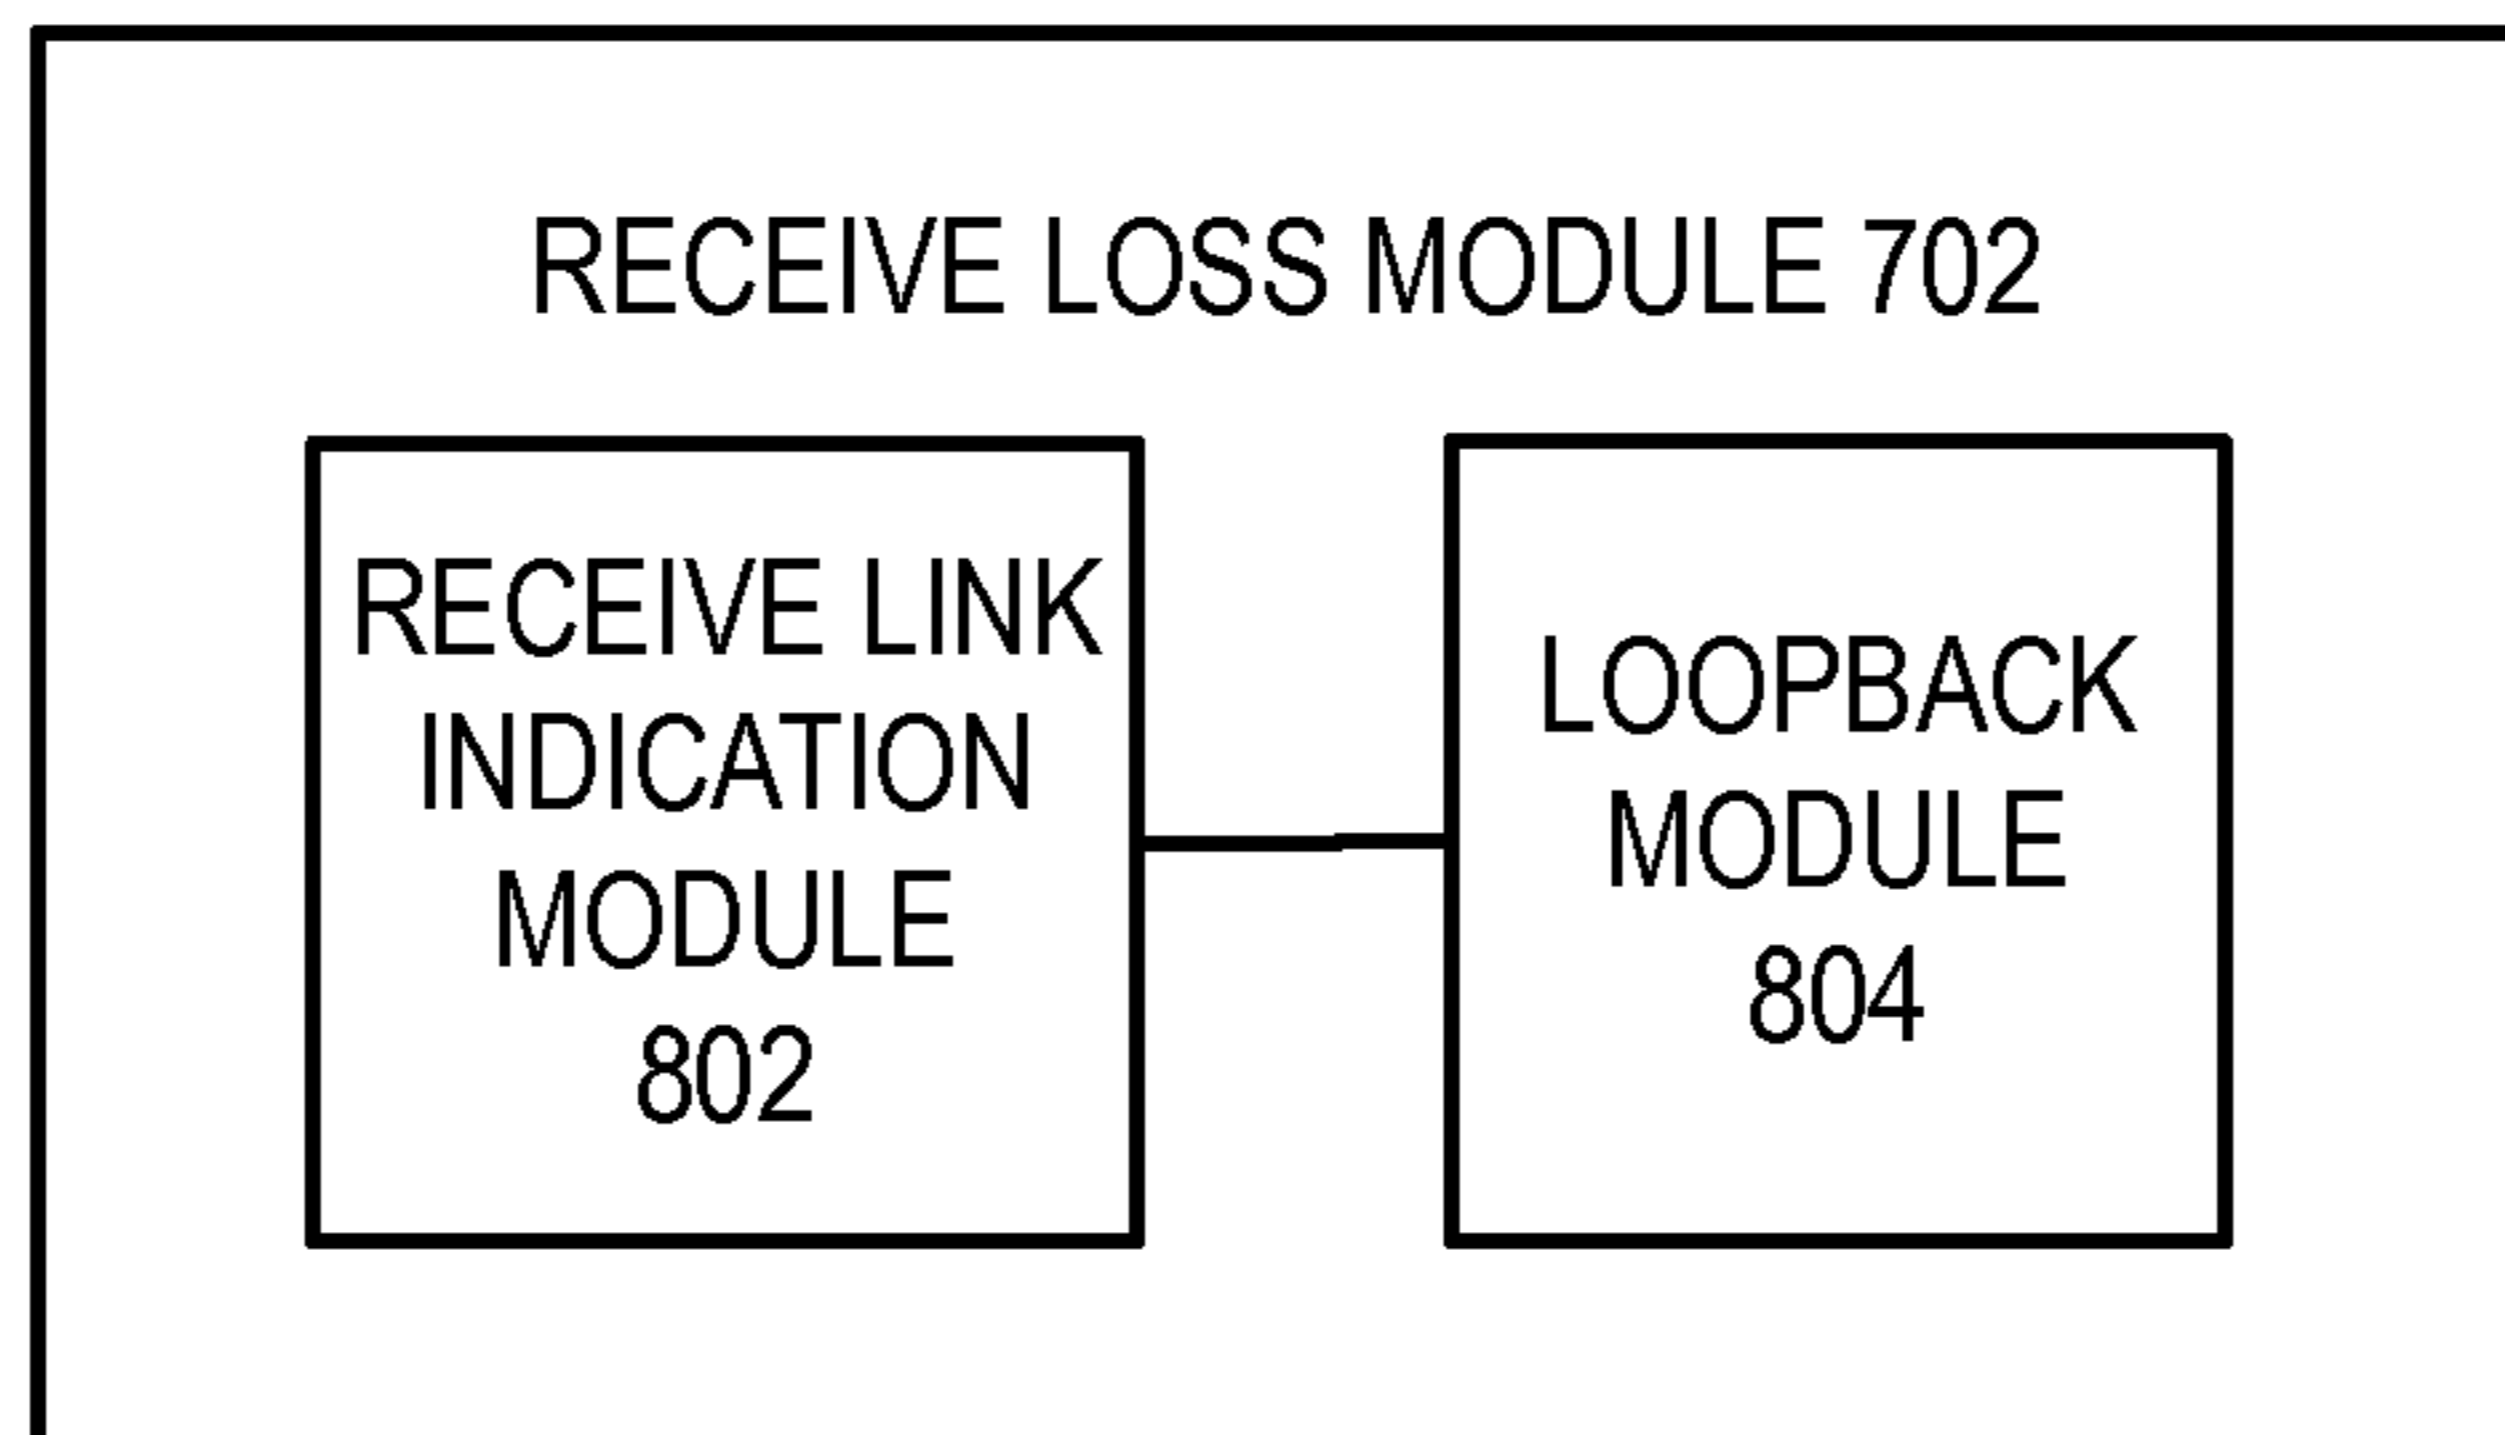 RECEIVE LOSS MODULE 702
RECEIVE LINK
INDICATION
MODULE
802
LOOPBACK
MODULE
804